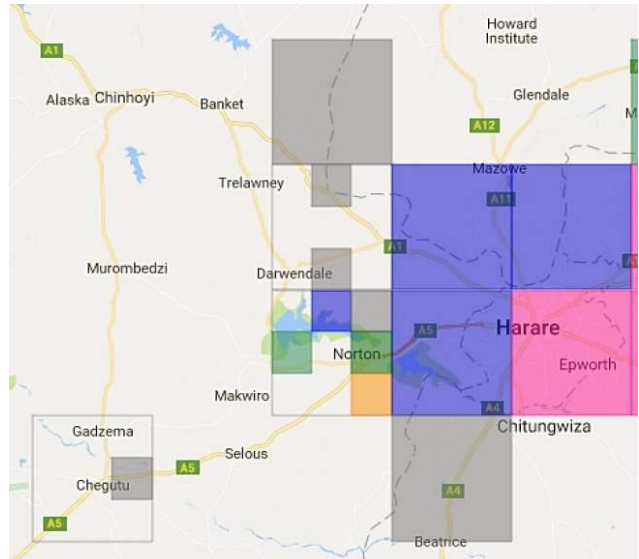 Howard
Institute
A1
Glendale
Alaska
Chinhoyi
Banket
A12
Mazowe
Trelawney
A11
A1
Murombedzi
Darwendale
Harare
A5
Norton
Epworth
Makwiro
A4
Chitungwiza
Gadzema
Selous
A5
Chegutu
A4
A5
Beatrice